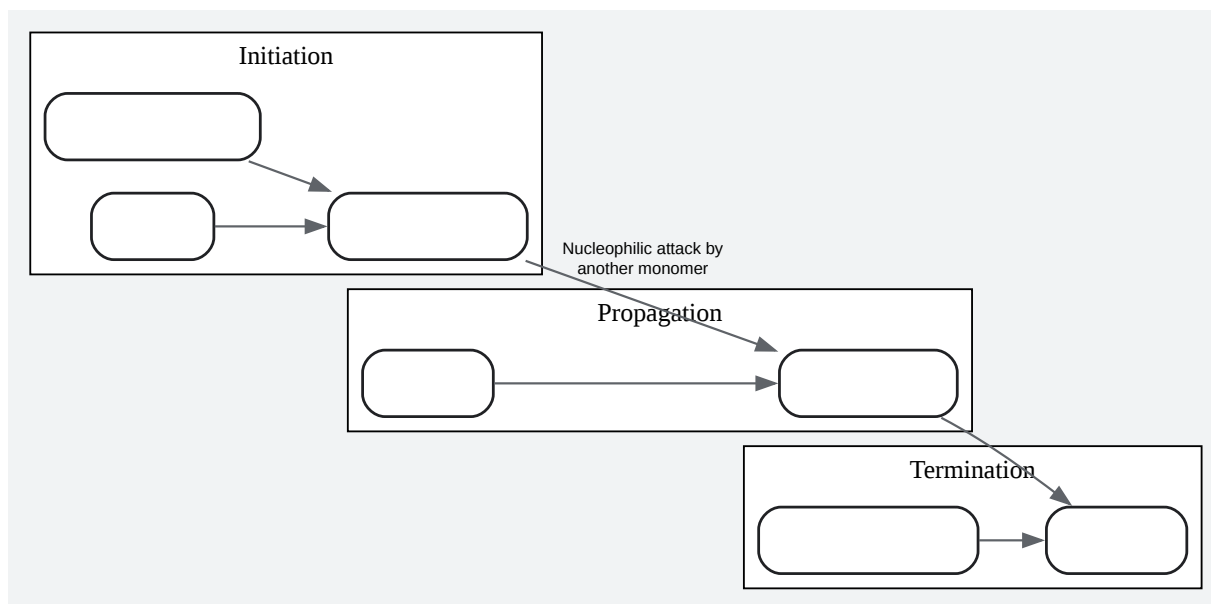 Initiation
Nucleophilic attack by
another monomer
Propagation
Termination